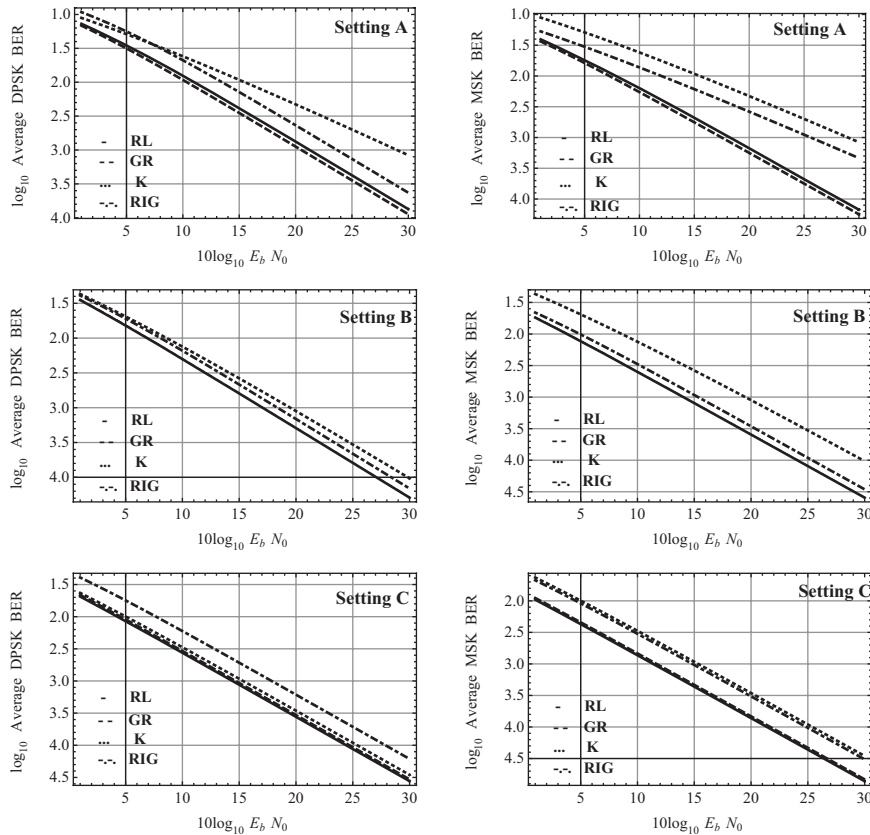 Setting A
1.0
1.5
2.0
2.5
3.0
3.5
4.0
RL
GR
K
RIG
5 10 15 20 25 30
10log10 Eb N0
log10 Average DPSK BER
Setting A
1.0
1.5
2.0
2.5
3.0
3.5
4.0
RL
GR
K
RIG
5 10 15 20 25 30
10log10 Eb N0
log10 Average MSK BER
Setting B
1.5
2.0
2.5
3.0
3.5
4.0
RL
GR
K
RIG
5 10 15 20 25 30
10log10 Eb N0
log10 Average DPSK BER
Setting B
1.5
2.0
2.5
3.0
3.5
4.0
4.5
RL
GR
K
RIG
5 10 15 20 25 30
10log10 Eb N0
log10 Average MSK BER
Setting C
1.5
2.0
2.5
3.0
3.5
4.0
4.5
RL
GR
K
RIG
5 10 15 20 25 30
10log10 Eb N0
log10 Average DPSK BER
Setting C
2.0
2.5
3.0
3.5
4.0
4.5
RL
GR
K
RIG
5 10 15 20 25 30
10log10 Eb N0
log10 Average MSK BER